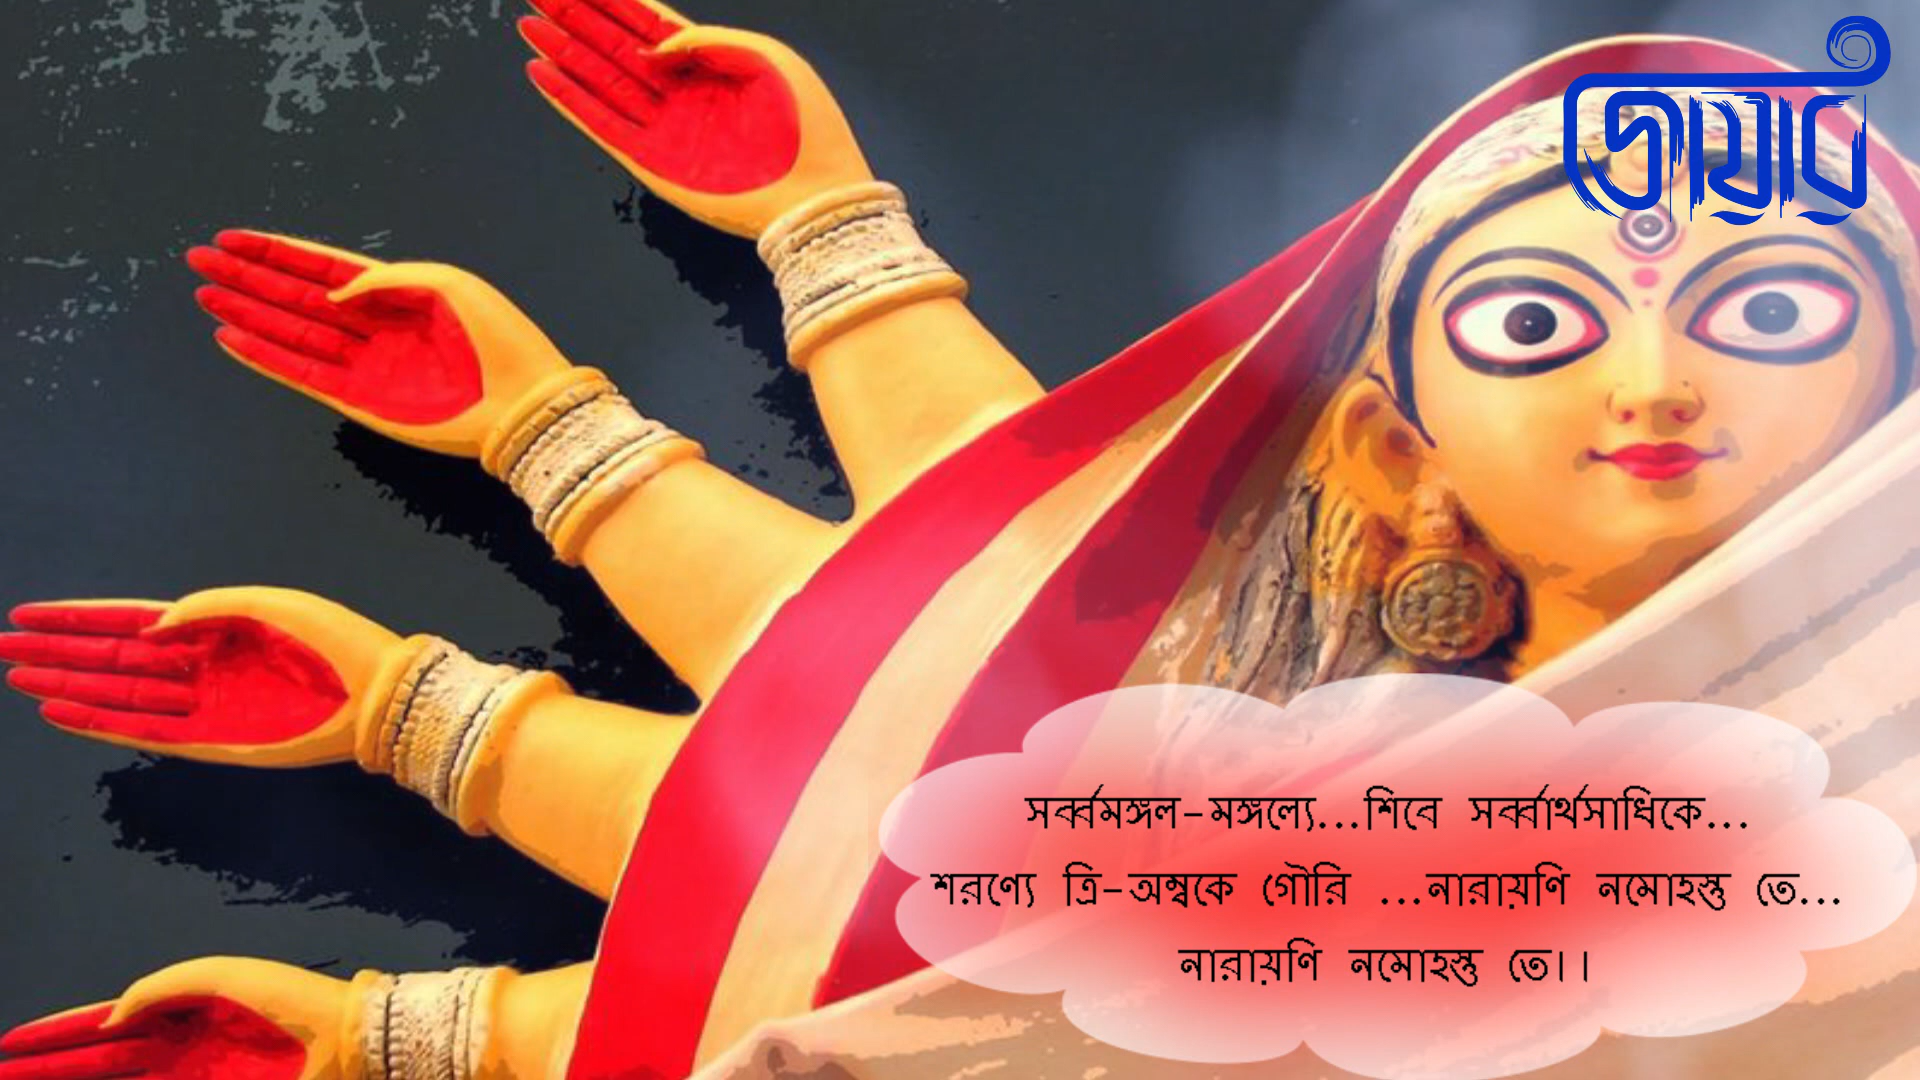 জোয়ার
সর্ব্বমঙ্গল-মঙ্গল্যে...শিবে সর্ব্বার্থসাধিকে...
শরণ্যে ত্রি-অম্বকে গৌরি ...নারায়ণি নমোহস্তু তে...
নারায়ণি নমোহস্তু তে।।